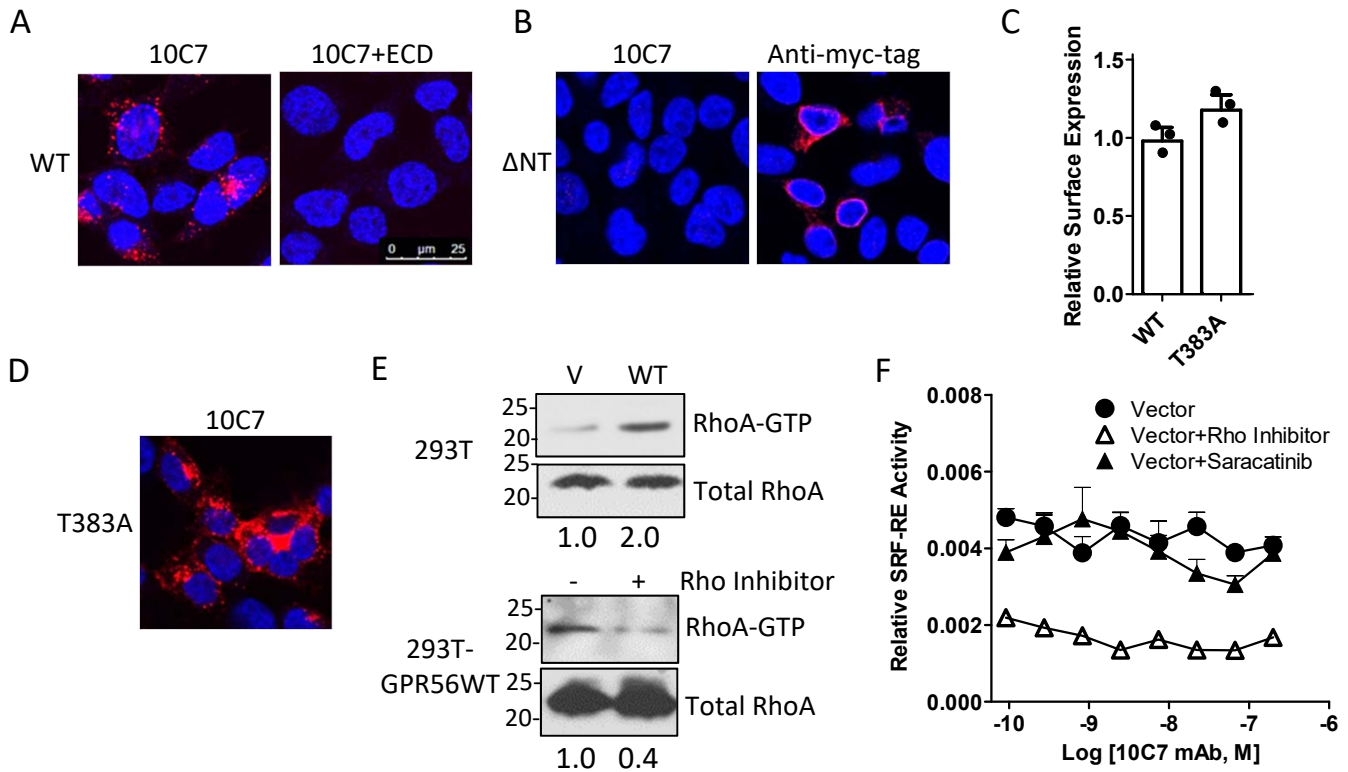 A
10C7
10C7+ECD
WT
0 µm 25
B
10C7
Anti-myc-tag
ΔNT
C
Relative Surface Expression
1.5
1.0
0.5
0.0
WT
T383A
D
10C7
T383A
E
V WT
293T
25-
20-
RhoA-GTP
25
20-
Total RhoA
1.0 2.0
- + Rho Inhibitor
293T-
GPR56WT
25-
20-
RhoA-GTP
25-
20-
Total RhoA
1.0 0.4
F
Relative SRF-RE Activity
0.008
0.006
0.004
0.002
0.000
Vector
Vector+Rho Inhibitor
Vector+Saracatinib
-10 -9 -8 -7 -6
Log [10C7 mAb, M]